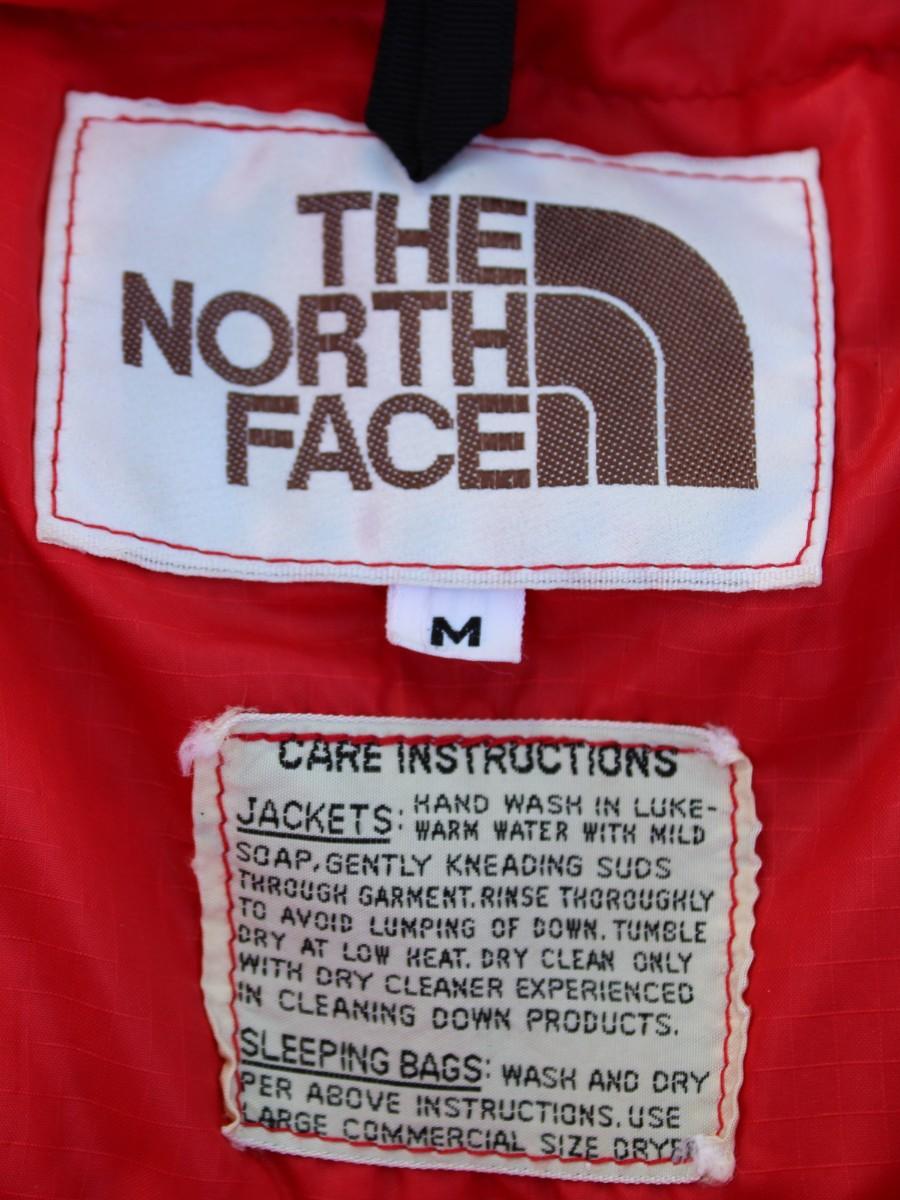 THE
NORTH
FACE
M
CARE INSTRUCTIONS
JACKETS: HAND WASH IN LUKE-
WARM WATER WITH MILD
SOAP, GENTLY KNEADING SUDS
THROUGH GARMENT. RINSE THOROUGHLY
TO AVOID LUMPING OF DOWN. TUMBLE
DRY AT LOW HEAT. DRY CLEAN ONLY
WITH DRY CLEANER EXPERIENCED
IN CLEANING DOWN PRODUCTS.
SLEEPING BAGS: WASH AND DRY
PER ABOVE INSTRUCTIONS. USE
LARGE COMMERCIAL SIZE DRYER